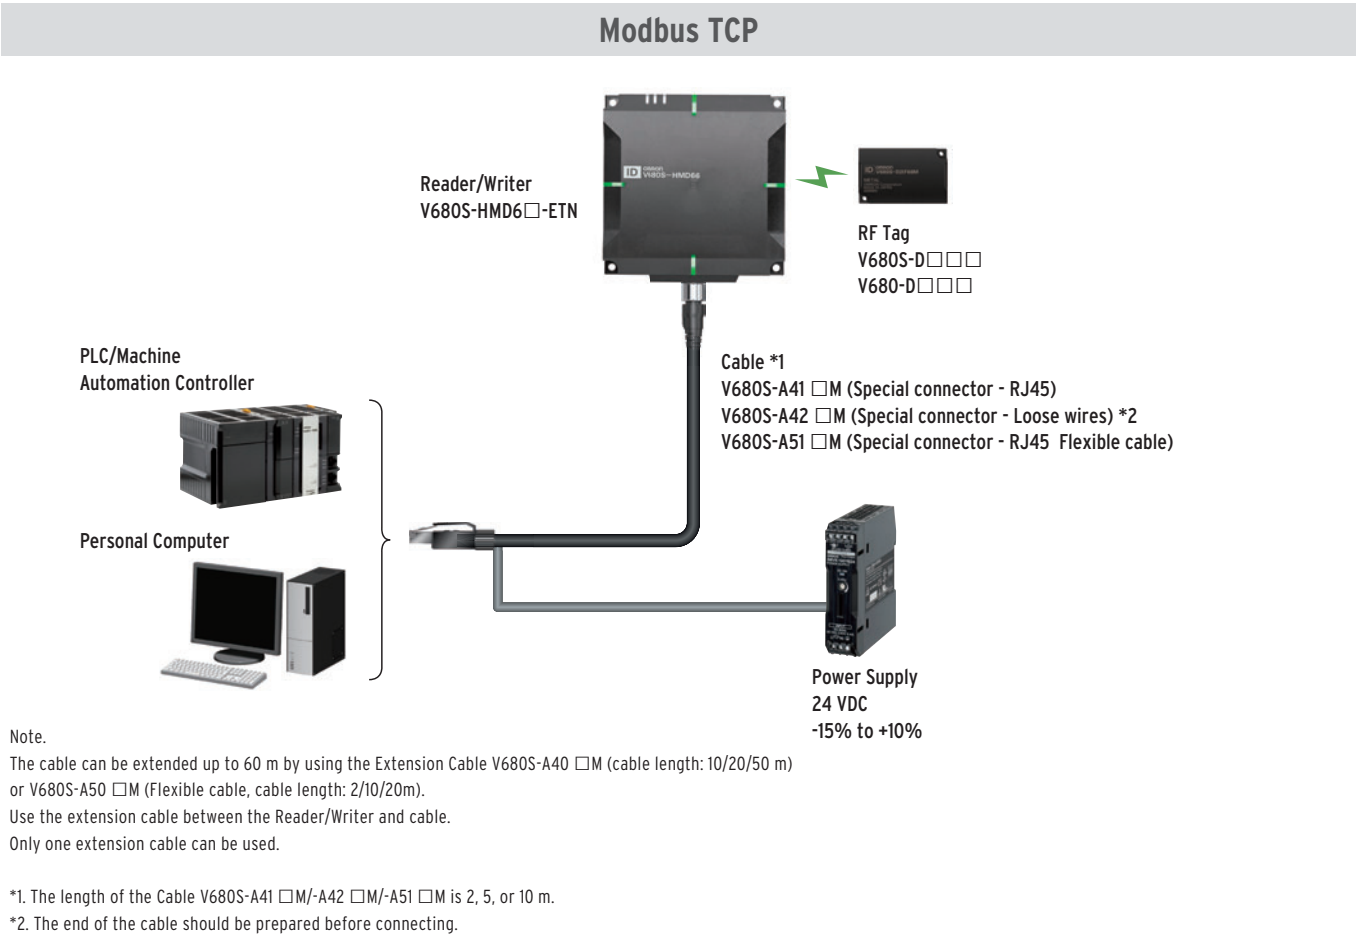 Modbus TCP
ID OMRON
V680S-HMD66
Reader/Writer
V680S-HMD6□-ETN
ID
RF Tag
V680S-D□□□
V680-D□□□
PLC/Machine
Automation Controller
Cable *1
V680S-A41 □M (Special connector - RJ45)
V680S-A42 □M (Special connector - Loose wires) *2
V680S-A51 □M (Special connector - RJ45 Flexible cable)
Personal Computer
Power Supply
24 VDC
-15% to +10%
Note.
The cable can be extended up to 60 m by using the Extension Cable V680S-A40 □M (cable length: 10/20/50 m)
or V680S-A50 □M (Flexible cable, cable length: 2/10/20m).
Use the extension cable between the Reader/Writer and cable.
Only one extension cable can be used.
*1. The length of the Cable V680S-A41 □M/-A42 □M/-A51 □M is 2, 5, or 10 m.
*2. The end of the cable should be prepared before connecting.